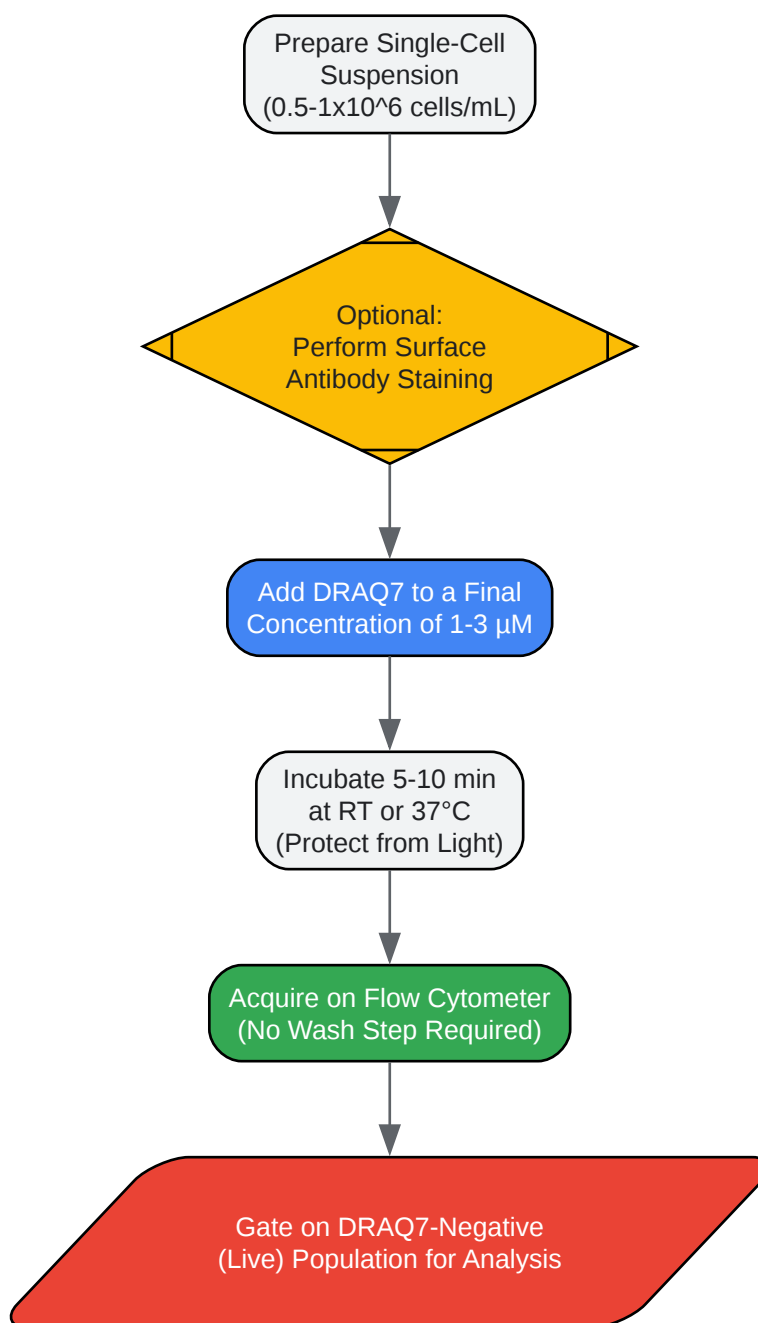 Prepare Single-Cell
Suspension
(0.5-1x10^6 cells/mL)
Optional:
Perform Surface
Antibody Staining
Add DRAQ7 to a Final
Concentration of 1-3 µM
Incubate 5-10 min
at RT or 37°C
(Protect from Light)
Acquire on Flow Cytometer
(No Wash Step Required)
Gate on DRAQ7-Negative
(Live) Population for Analysis